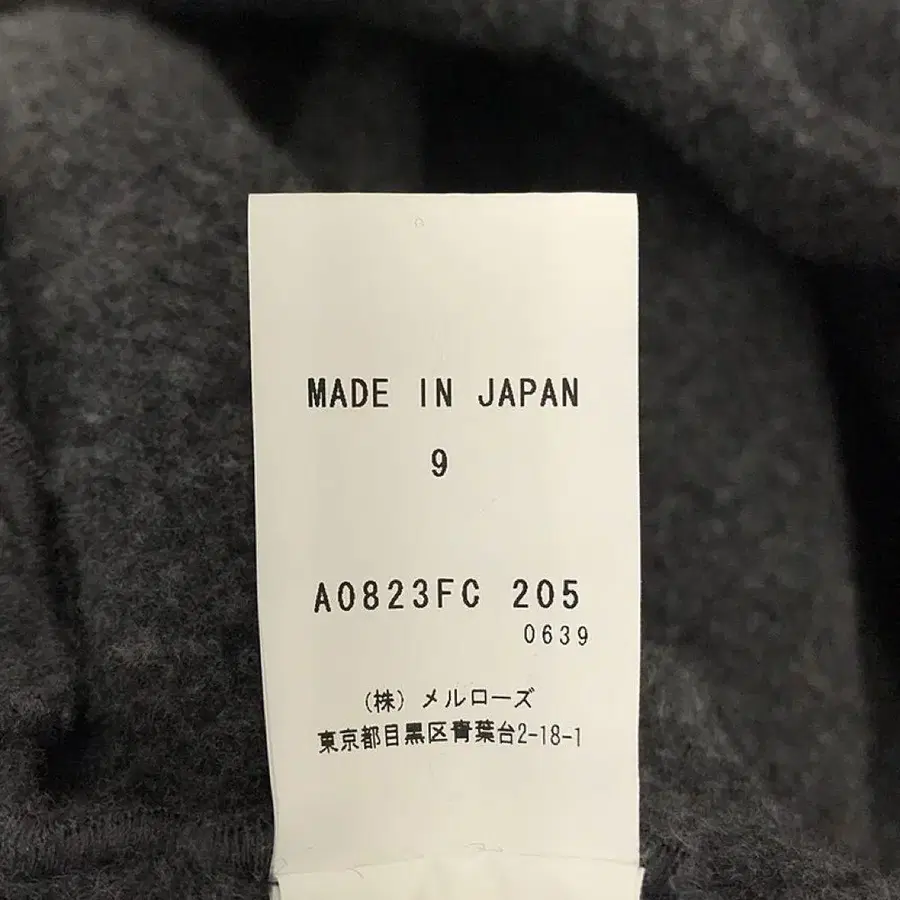 MADE IN JAPAN
9
A0823FC 205
0639
(株) メルローズ
東京都目黒区青葉台2-18-1